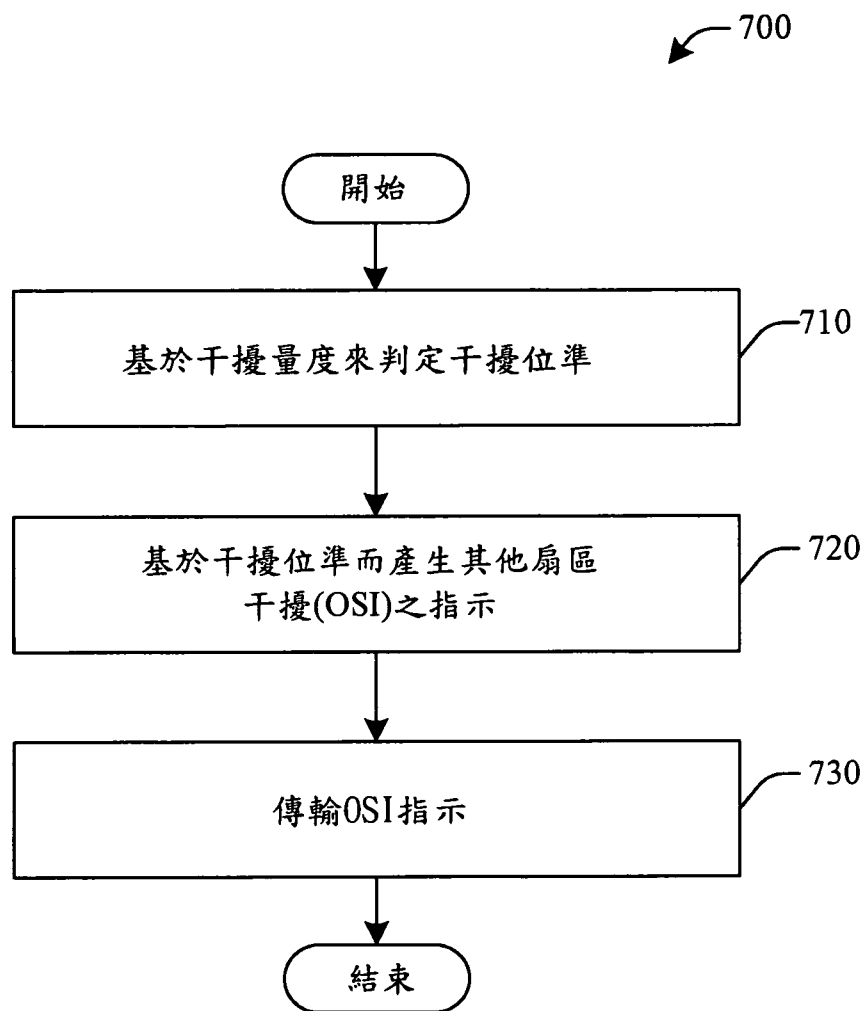 700
開始
基於干擾量度來判定干擾位準
710
基於干擾位準而產生其他扇區
干擾(OSI)之指示
720
傳輸OSI指示
730
結束